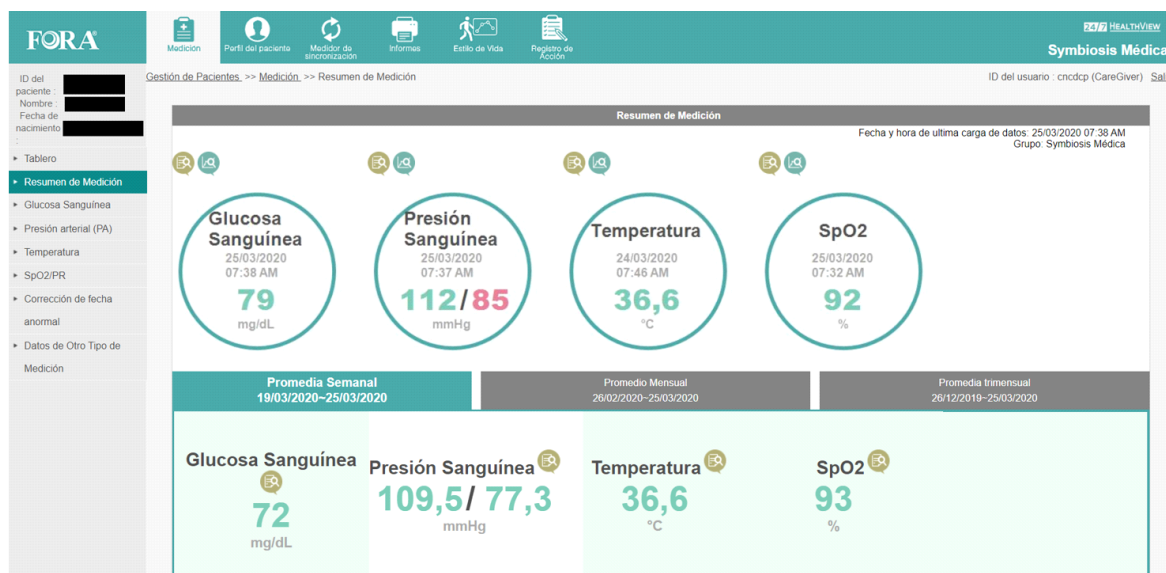 FORA
Medición
Perfil del paciente
Medidor de
sincronización
Informes
Estilo de Vida
Registro de
Acción
24/7 HEALTHVIEW
Symbiosis Médica
ID del
paciente :
Nombre :
Fecha de
nacimiento
:
Gestión de Pacientes >> Medición >> Resumen de Medición
ID del usuario : cncdcp (CareGiver) Sal
Tablero
Resumen de Medición
Glucosa Sanguínea
Presión arterial (PA)
Temperatura
SpO2/PR
Corrección de fecha
anormal
Datos de Otro Tipo de
Medición
Resumen de Medición
Fecha y hora de ultima carga de datos: 25/03/2020 07:38 AM
Grupo: Symbiosis Médica
Glucosa
Sanguínea
25/03/2020
07:38 AM
79
mg/dL
Presión
Sanguínea
25/03/2020
07:37 AM
112/85
mmHg
Temperatura
24/03/2020
07:46 AM
36,6
°C
SpO2
25/03/2020
07:32 AM
92
%
Promedia Semanal
19/03/2020~25/03/2020
Promedio Mensual
26/02/2020~25/03/2020
Promedia trimensual
26/12/2019~25/03/2020
Glucosa Sanguínea
72
mg/dL
Presión Sanguínea
109,5/ 77,3
mmHg
Temperatura
36,6
°C
SpO2
93
%